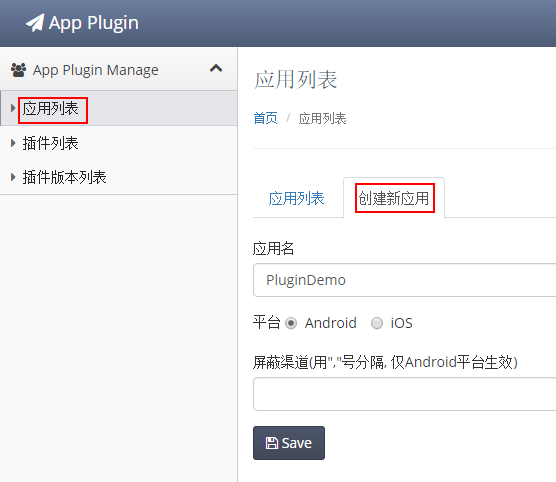 App Plugin
App Plugin Manage
应用列表
插件列表
插件版本列表
应用列表
首页 / 应用列表
应用列表 创建新应用
应用名
PluginDemo
平台 Android iOS
屏蔽渠道(用","号分隔, 仅Android平台生效)
Save